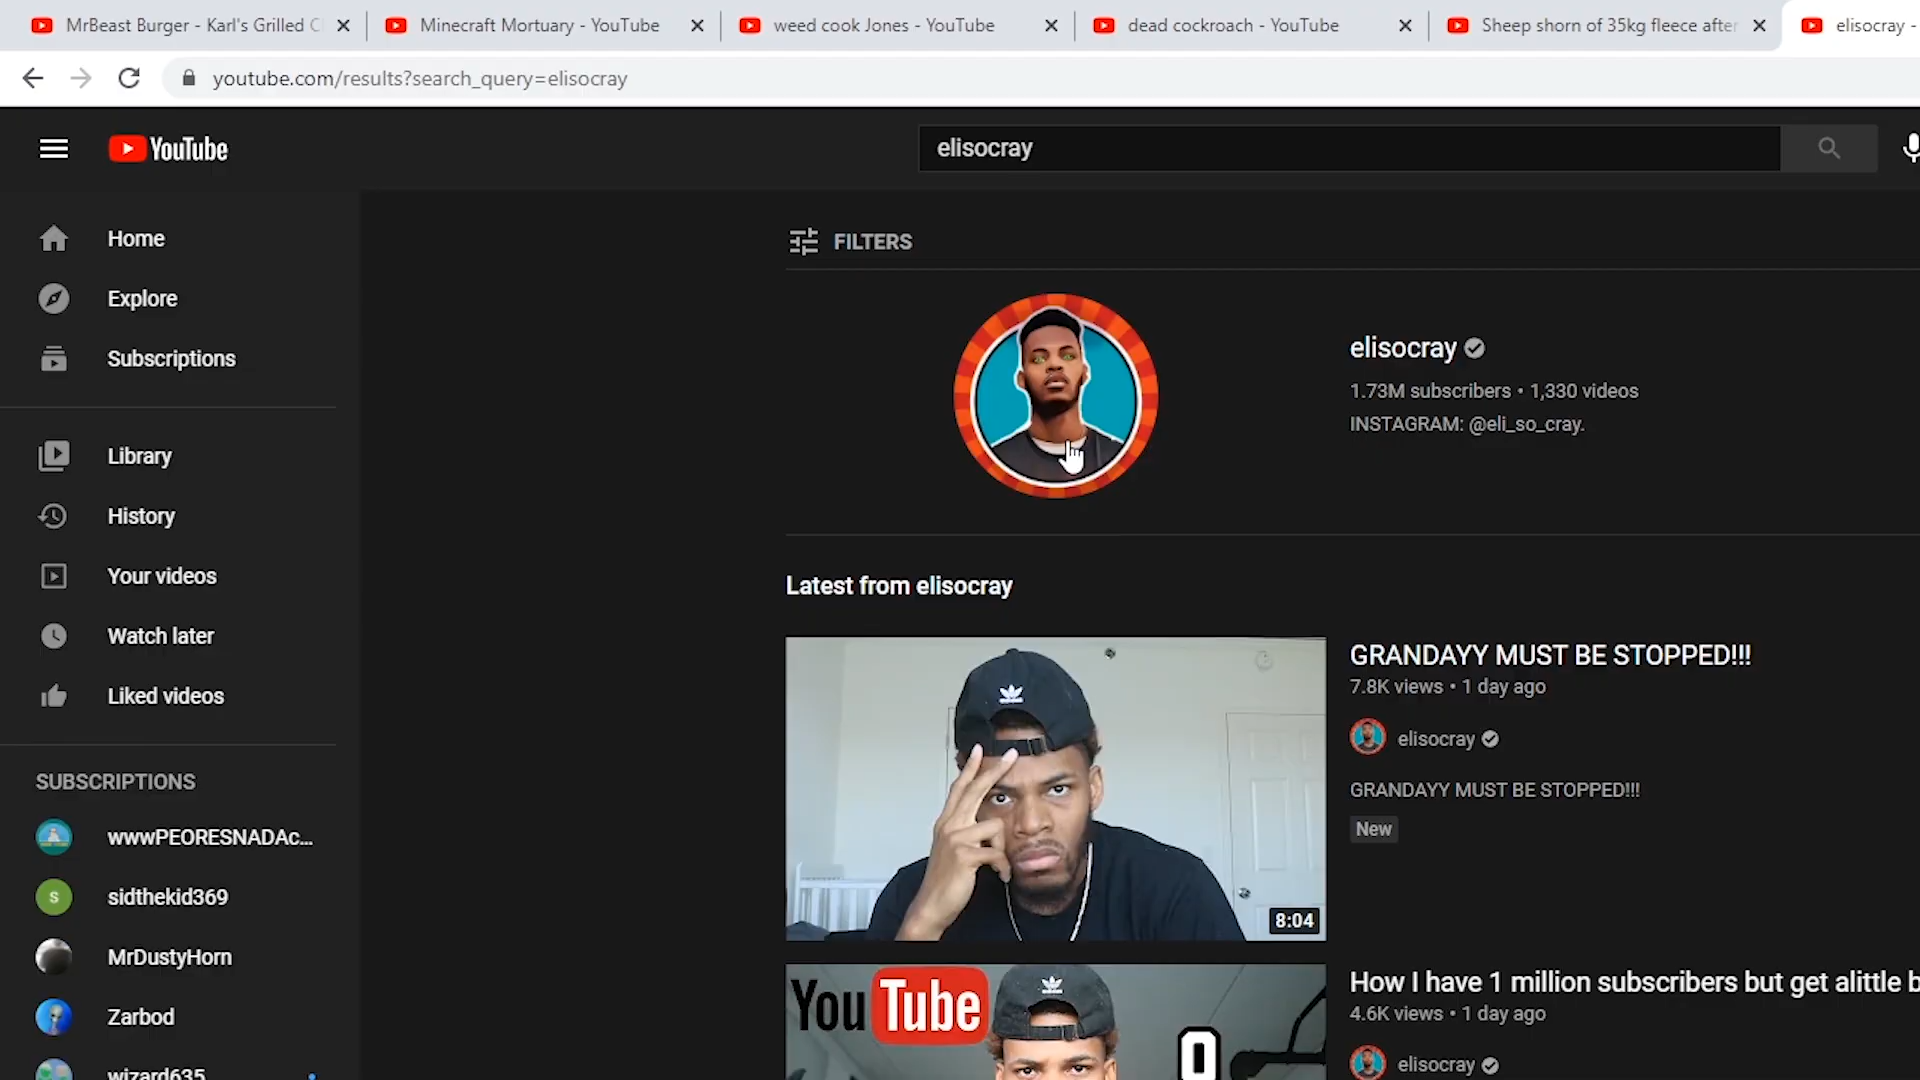 MrBeast Burger - Karl's Grilled C
Minecraft Mortuary - YouTube
weed cook Jones - YouTube
dead cockroach - YouTube
Sheep shorn of 35kg fleece after
elisocray -
youtube.com/results?search_query=elisocray
YouTube
elisocray
Home
Explore
Subscriptions
Library
History
Your videos
Watch later
Liked videos
SUBSCRIPTIONS
wwwPEORESNADAc...
S
sidthekid369
MrDustyHorn
Zarbod
wizard635
FILTERS
elisocray
1.73M subscribers • 1,330 videos
INSTAGRAM: @eli_so_cray.
Latest from elisocray
8:04
GRANDAYY MUST BE STOPPED!!!
7.8K views • 1 day ago
elisocray
GRANDAYY MUST BE STOPPED!!!
New
YouTube
How I have 1 million subscribers but get alittle b
4.6K views • 1 day ago
elisocray